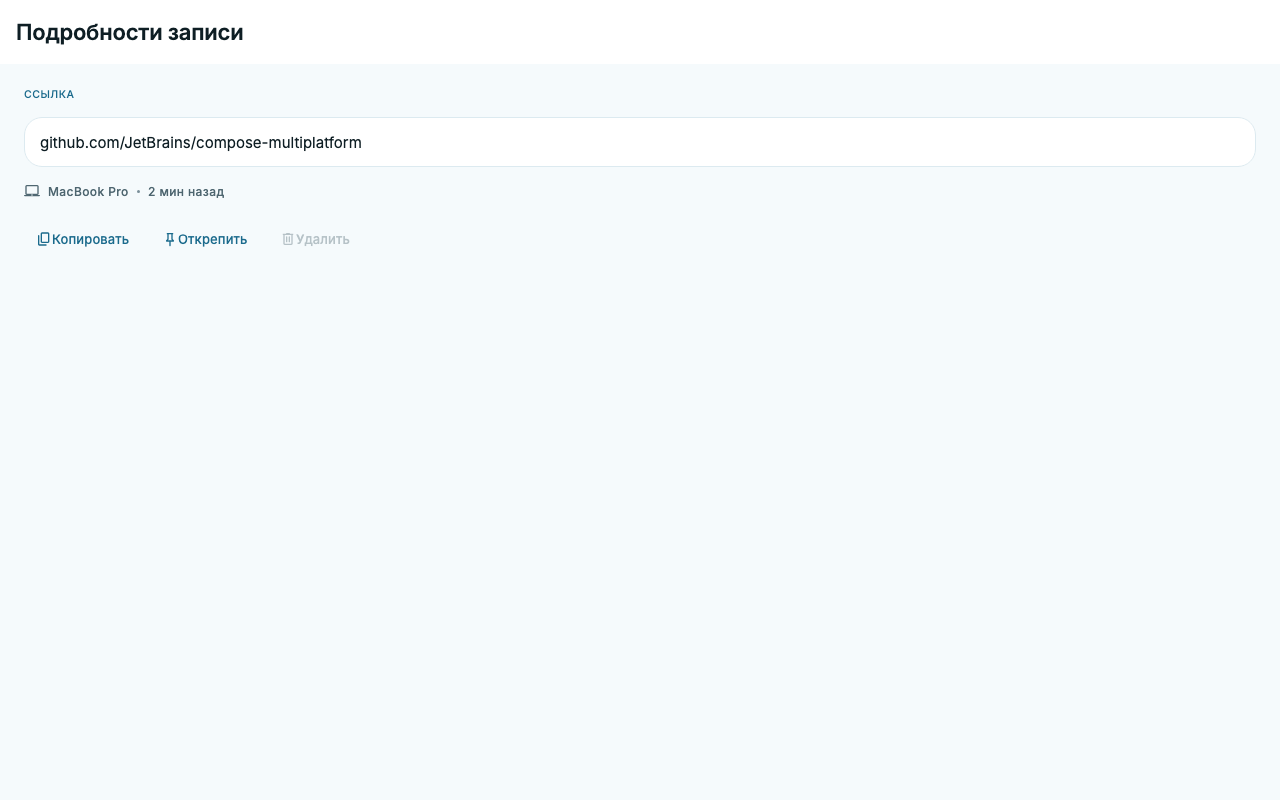 Подробности записи
ССЫЛКА
github.com/JetBrains/compose-multiplatform
MacBook Pro • 2 мин назад
Копировать Открепить Удалить